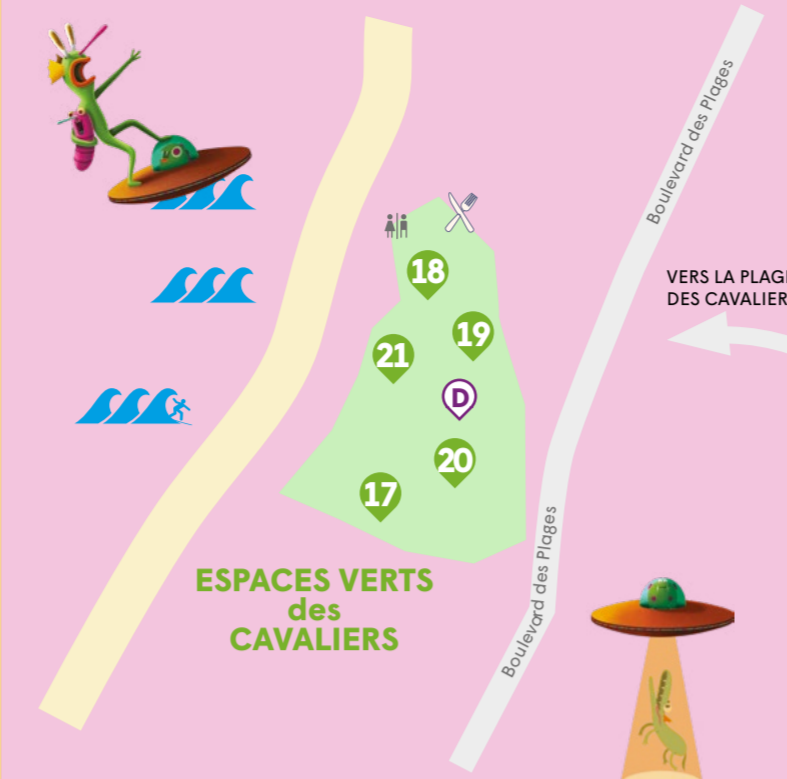 Boulevard des Plages
VERS LA PLAG
DES CAVALIER
18
19
21
D
20
17
Boulevard des Plages
ESPACES VERTS
des
CAVALIERS